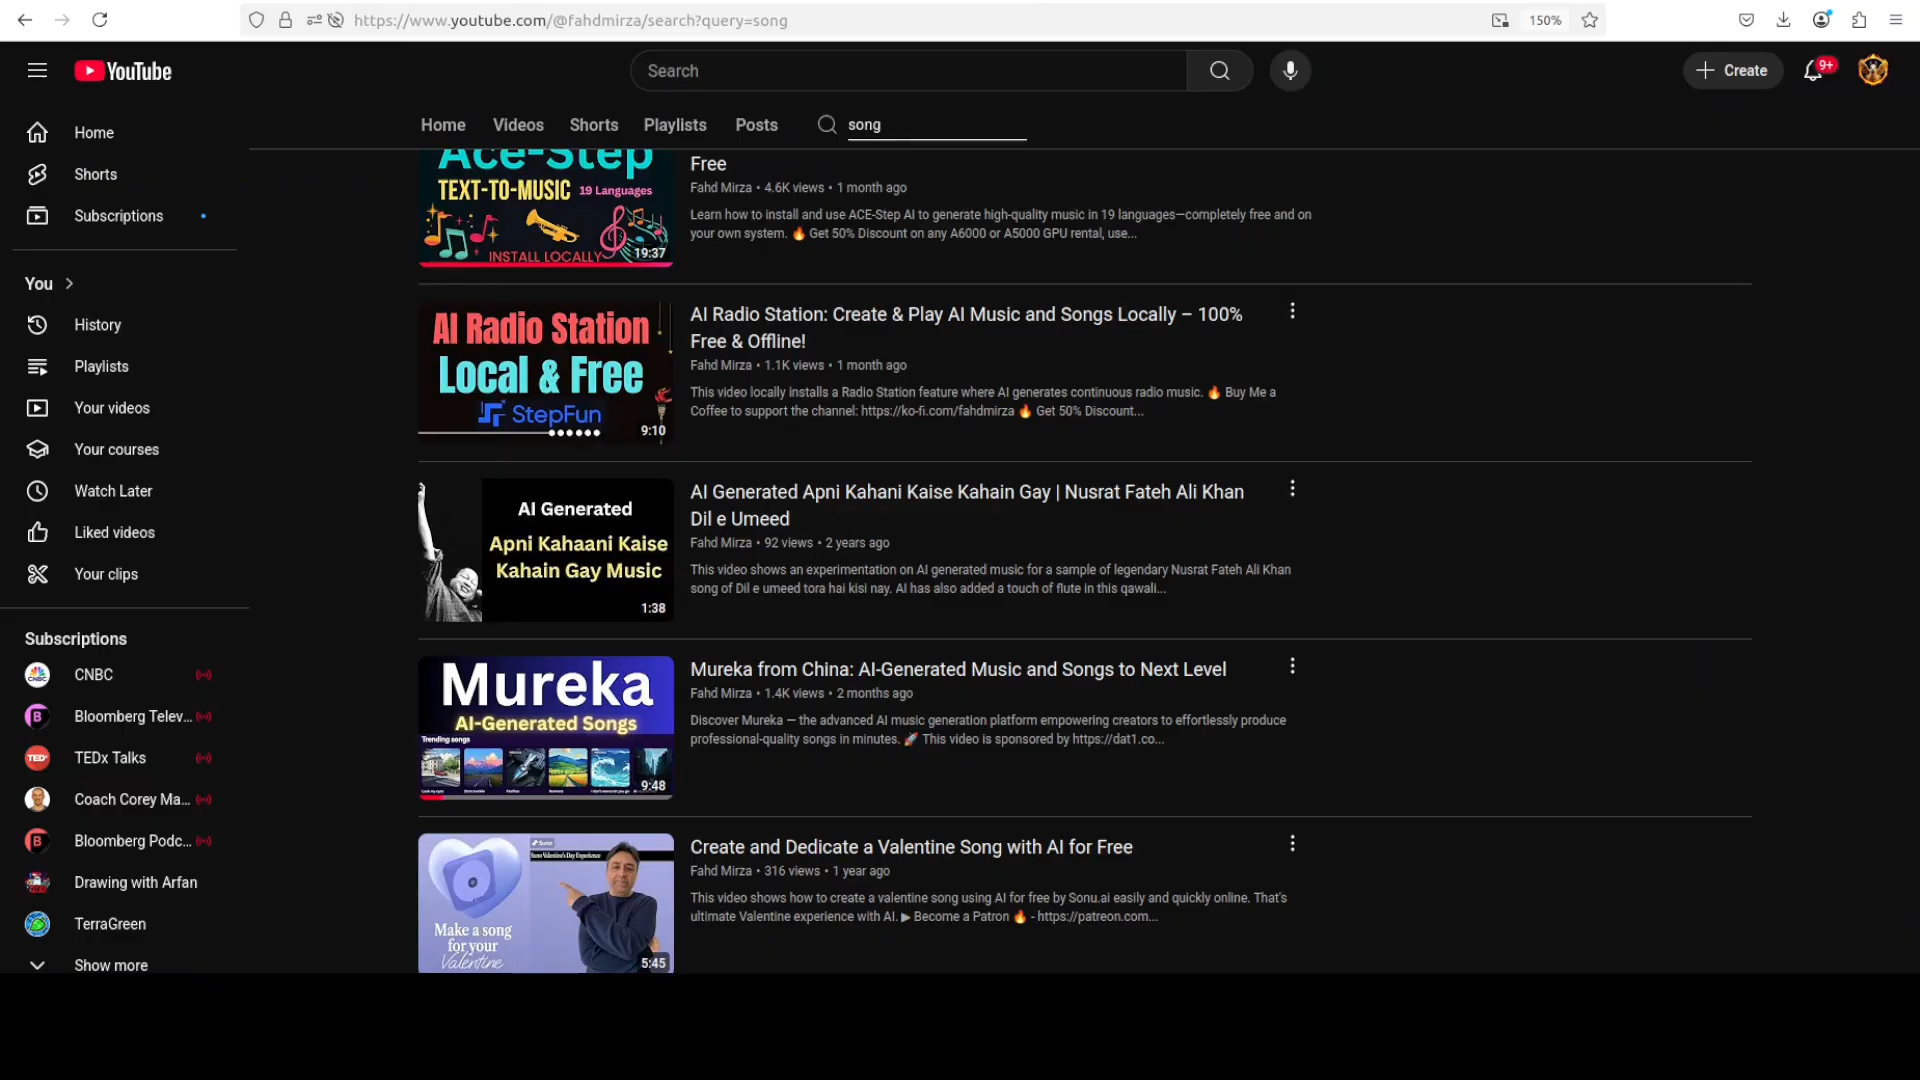 https://www.youtube.com/@fahdmirza/search?query=song
150%
YouTube
Search
Create
9+
Home
Shorts
Subscriptions
You
History
Playlists
Your videos
Your courses
Watch Later
Liked videos
Your clips
Subscriptions
CNBC
Bloomberg Telev...
TEDx Talks
Coach Corey Ma...
Bloomberg Podc...
Drawing with Arfan
TerraGreen
Show more
Home
Videos
Shorts
Playlists
Posts
song
Ace-Step
TEXT-TO-MUSIC 19 Languages
INSTALL LOCALLY
19:37
Free
Fahd Mirza • 4.6K views • 1 month ago
Learn how to install and use ACE-Step AI to generate high-quality music in 19 languages—completely free and on
your own system. 🔥 Get 50% Discount on any A6000 or A5000 GPU rental, use...
AI Radio Station
Local & Free
StepFun
9:10
AI Radio Station: Create & Play AI Music and Songs Locally – 100%
Free & Offline!
Fahd Mirza • 1.1K views • 1 month ago
This video locally installs a Radio Station feature where AI generates continuous radio music. 🔥 Buy Me a
Coffee to support the channel: https://ko-fi.com/fahdmirza 🔥 Get 50% Discount...
AI Generated
Apni Kahaani Kaise
Kahain Gay Music
1:38
AI Generated Apni Kahani Kaise Kahain Gay | Nusrat Fateh Ali Khan
Dil e Umeed
Fahd Mirza • 92 views • 2 years ago
This video shows an experimentation on AI generated music for a sample of legendary Nusrat Fateh Ali Khan
song of Dil e umeed tora hai kisi nay. AI has also added a touch of flute in this qawali...
Mureka
AI-Generated Songs
Trending songs
9:48
Mureka from China: AI-Generated Music and Songs to Next Level
Fahd Mirza • 1.4K views • 2 months ago
Discover Mureka — the advanced AI music generation platform empowering creators to effortlessly produce
professional-quality songs in minutes. 🚀 This video is sponsored by https://dat1.co...
Suno
Suno Valentine's Day Experience
Make a song
for your
Valentine
5:45
Create and Dedicate a Valentine Song with AI for Free
Fahd Mirza • 316 views • 1 year ago
This video shows how to create a valentine song using AI for free by Sonu.ai easily and quickly online. That's
ultimate Valentine experience with AI. ▶ Become a Patron 🔥 - https://patreon.com...